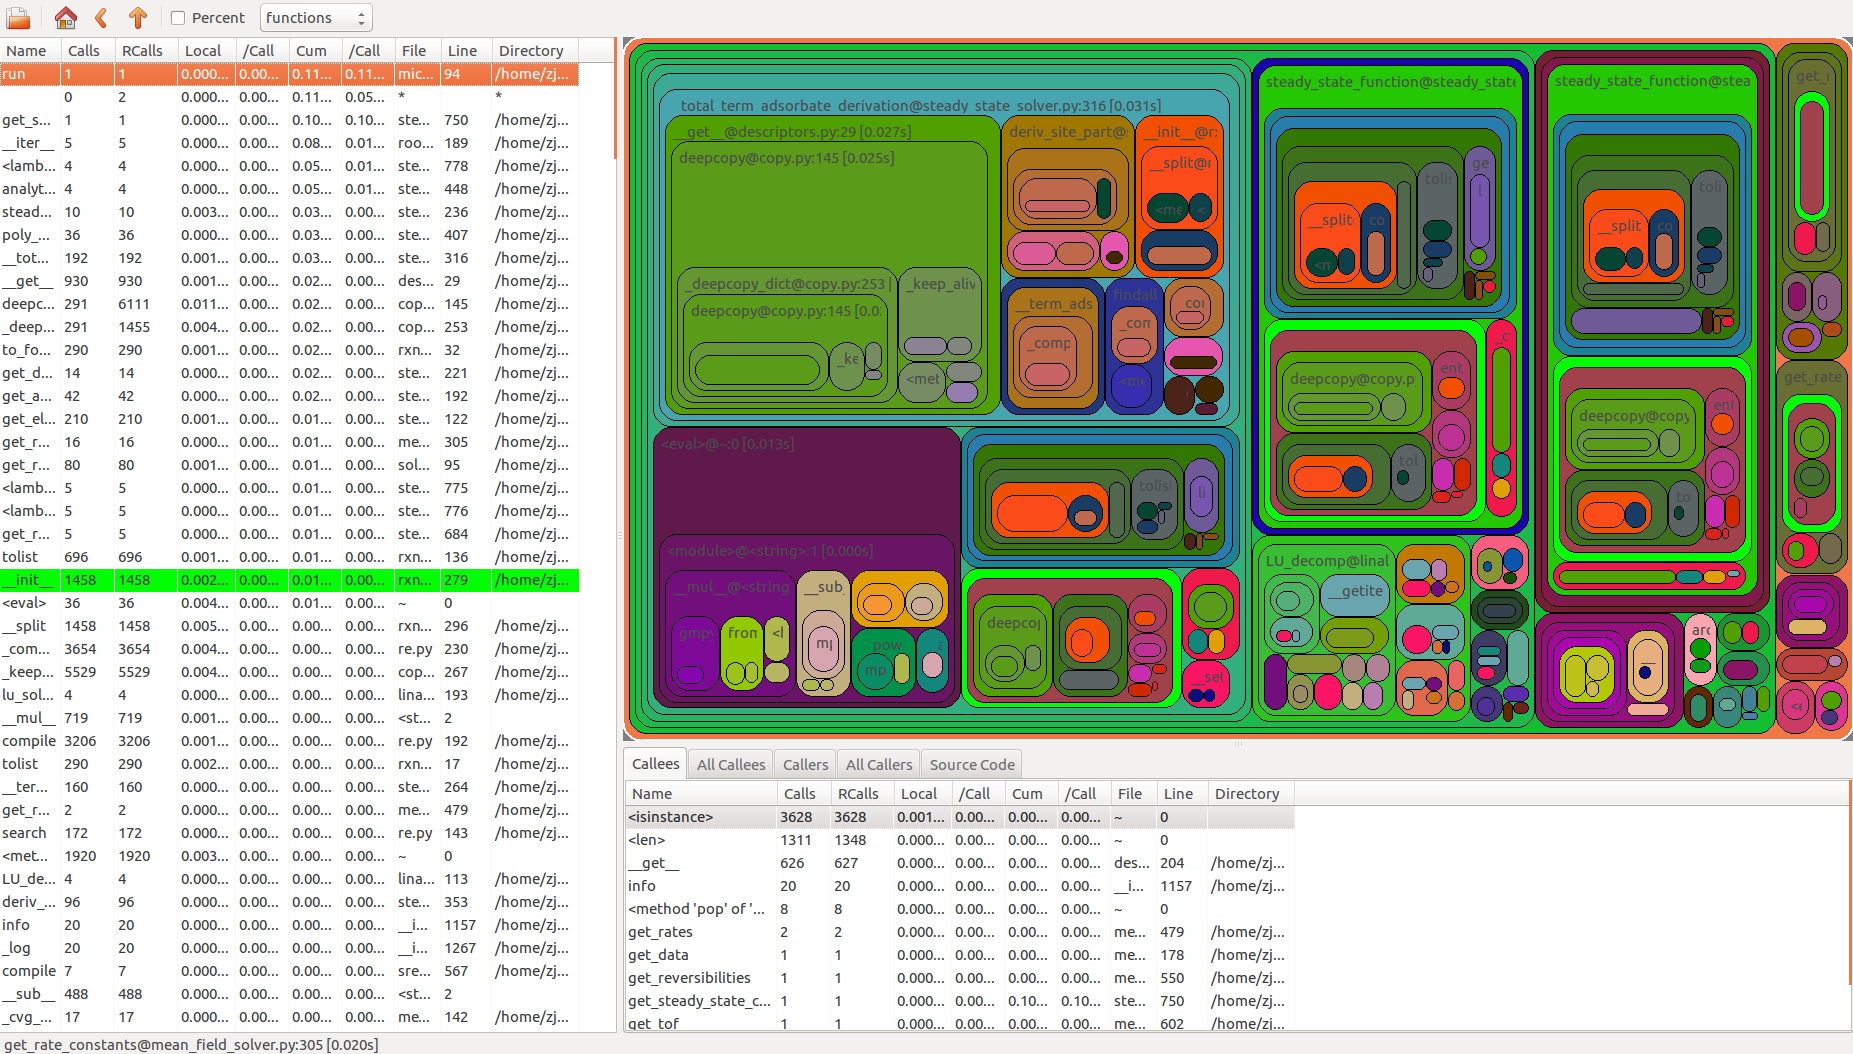 Percent functions
Name Calls RCalls Local /Call Cum /Call File Line Directory
run 1 1 0.000... 0.00... 0.11... 0.11... mic... 94 /home/zj...
0 2 0.000... 0.00... 0.11... 0.05... * *
get_s... 1 1 0.000... 0.00... 0.10... 0.10... ste... 750 /home/zj...
__iter__ 5 5 0.000... 0.00... 0.08... 0.01... roo... 189 /home/zj...
<lamb... 4 4 0.000... 0.00... 0.05... 0.01... ste... 778 /home/zj...
analyt... 4 4 0.000... 0.00... 0.05... 0.01... ste... 448 /home/zj...
stead... 10 10 0.003... 0.00... 0.03... 0.00... ste... 236 /home/zj...
poly_... 36 36 0.000... 0.00... 0.03... 0.00... ste... 407 /home/zj...
__tot... 192 192 0.001... 0.00... 0.03... 0.00... ste... 316 /home/zj...
__get__ 930 930 0.001... 0.00... 0.03... 0.00... des... 29 /home/zj...
deepc... 291 6111 0.011... 0.00... 0.02... 0.00... cop... 145 /home/zj...
_deep... 291 1455 0.004... 0.00... 0.02... 0.00... cop... 253 /home/zj...
to_fo... 290 290 0.001... 0.00... 0.02... 0.00... rxn... 32 /home/zj...
get_d... 14 14 0.000... 0.00... 0.02... 0.00... ste... 221 /home/zj...
get_a... 42 42 0.000... 0.00... 0.02... 0.00... ste... 192 /home/zj...
get_el... 210 210 0.001... 0.00... 0.01... 0.00... ste... 122 /home/zj...
get_r... 16 16 0.000... 0.00... 0.01... 0.00... me... 305 /home/zj...
get_r... 80 80 0.001... 0.00... 0.01... 0.00... sol... 95 /home/zj...
<lamb... 5 5 0.000... 0.00... 0.01... 0.00... ste... 775 /home/zj...
<lamb... 5 5 0.000... 0.00... 0.01... 0.00... ste... 776 /home/zj...
get_r... 5 5 0.000... 0.00... 0.01... 0.00... ste... 684 /home/zj...
tolist 696 696 0.001... 0.00... 0.01... 0.00... rxn... 136 /home/zj...
__init__ 1458 1458 0.002... 0.00... 0.01... 0.00... rxn... 279 /home/zj...
<eval> 36 36 0.004... 0.00... 0.01... 0.00... ~ 0
__split 1458 1458 0.005... 0.00... 0.00... 0.00... rxn... 296 /home/zj...
_com... 3654 3654 0.004... 0.00... 0.00... 0.00... re.py 230 /home/zj...
_keep... 5529 5529 0.004... 0.00... 0.00... 0.00... cop... 267 /home/zj...
lu_sol... 4 4 0.000... 0.00... 0.00... 0.00... lina... 193 /home/zj...
__mul__ 719 719 0.001... 0.00... 0.00... 0.00... <st... 2
compile 3206 3206 0.001... 0.00... 0.00... 0.00... re.py 192 /home/zj...
tolist 290 290 0.002... 0.00... 0.00... 0.00... rxn... 17 /home/zj...
__ter... 160 160 0.000... 0.00... 0.00... 0.00... ste... 264 /home/zj...
get_r... 2 2 0.000... 0.00... 0.00... 0.00... me... 479 /home/zj...
search 172 172 0.000... 0.00... 0.00... 0.00... re.py 143 /home/zj...
<met... 1920 1920 0.003... 0.00... 0.00... 0.00... ~ 0
LU_de... 4 4 0.000... 0.00... 0.00... 0.00... lina... 113 /home/zj...
deriv_... 96 96 0.000... 0.00... 0.00... 0.00... ste... 353 /home/zj...
info 20 20 0.000... 0.00... 0.00... 0.00... __i... 1157 /home/zj...
_log 20 20 0.000... 0.00... 0.00... 0.00... __i... 1267 /home/zj...
compile 7 7 0.000... 0.00... 0.00... 0.00... sre... 567 /home/zj...
__sub__ 488 488 0.000... 0.00... 0.00... 0.00... <st... 2
_cvg_... 17 17 0.000... 0.00... 0.00... 0.00... me... 142 /home/zj...
get_rate_constants@mean_field_solver.py:305 [0.020s]
total_term_adsorbate_derivation@steady_state_solver.py:316 [0.031s]
__get__@descriptors.py:29 [0.027s]
deepcopy@copy.py:145 [0.025s]
_deepcopy_dict@copy.py:253 [
deepcopy@copy.py:145 [0.0
_ke
_keep_aliv
<met
deriv_site_part@s
__init__@rx
__split@r
<me
<
__term_ads
_comp
findall
_com
<me
_co
<eval>@~:0 [0.013s]
<module>@<string>:1 [0.000s]
__mul__@<string
gmp
from
<l
__sub_
mp
pow
mp
tolis
li
deepcop
__set
steady_state_function@steady_state
__split
co
<m
tolis
ge
l
deepcopy@copy.p
ent
tol
_c
LU_decomp@linal
__getite
steady_state_function@stea
__split
co
toli
deepcopy@copy
ent
to
arc
get_r
get_rate
<e
Callees All Callees Callers All Callers Source Code
Name Calls RCalls Local /Call Cum /Call File Line Directory
<isinstance> 3628 3628 0.001... 0.00... 0.00... 0.00... ~ 0
<len> 1311 1348 0.000... 0.00... 0.00... 0.00... ~ 0
__get__ 626 627 0.000... 0.00... 0.00... 0.00... des... 204 /home/zj...
info 20 20 0.000... 0.00... 0.00... 0.00... __i... 1157 /home/zj...
<method 'pop' of '... 8 8 0.000... 0.00... 0.00... 0.00... ~ 0
get_rates 2 2 0.000... 0.00... 0.00... 0.00... me... 479 /home/zj...
get_data 1 1 0.000... 0.00... 0.00... 0.00... me... 178 /home/zj...
get_reversibilities 1 1 0.000... 0.00... 0.00... 0.00... me... 550 /home/zj...
get_steady_state_c... 1 1 0.000... 0.00... 0.10... 0.10... ste... 750 /home/zj...
get_tof 1 1 0.000... 0.00... 0.00... 0.00... me... 602 /home/zj...